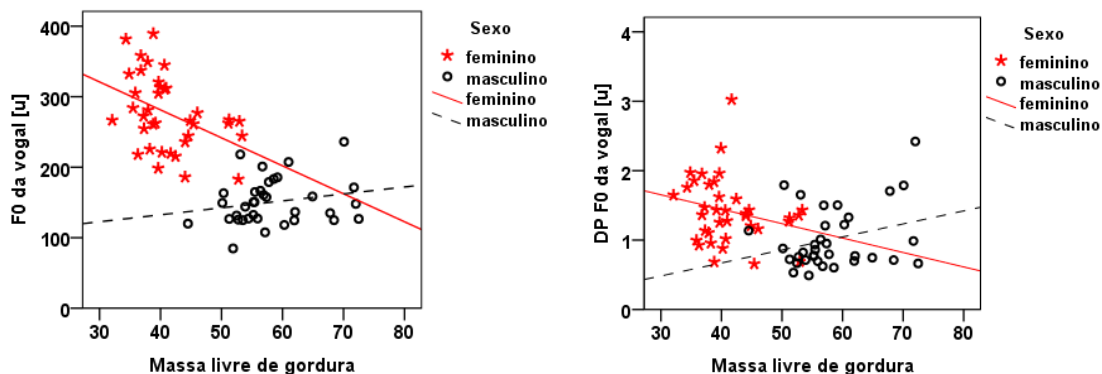 F0 da vogal [u]
400
300
200
100
0
30 40 50 60 70 80
Massa livre de gordura
Sexo
feminino
masculino
feminino
masculino
DP F0 da vogal [u]
4
3
2
1
0
30 40 50 60 70 80
Massa livre de gordura
Sexo
feminino
masculino
feminino
masculino